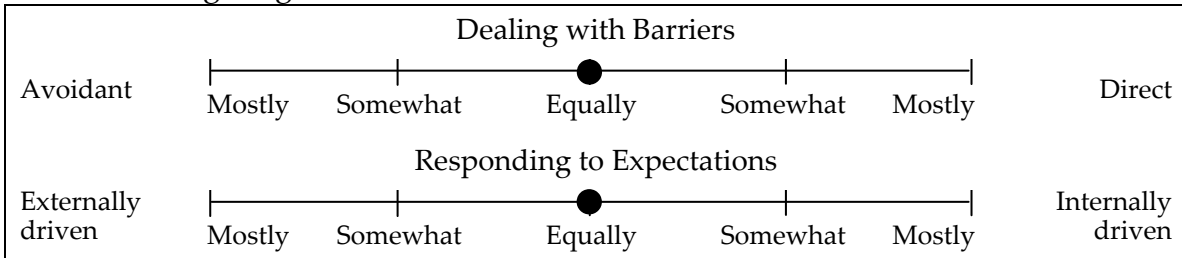 Dealing with Barriers
Avoidant
Direct
Mostly Somewhat Equally Somewhat Mostly
Responding to Expectations
Externally driven
Internally driven
Mostly Somewhat Equally Somewhat Mostly